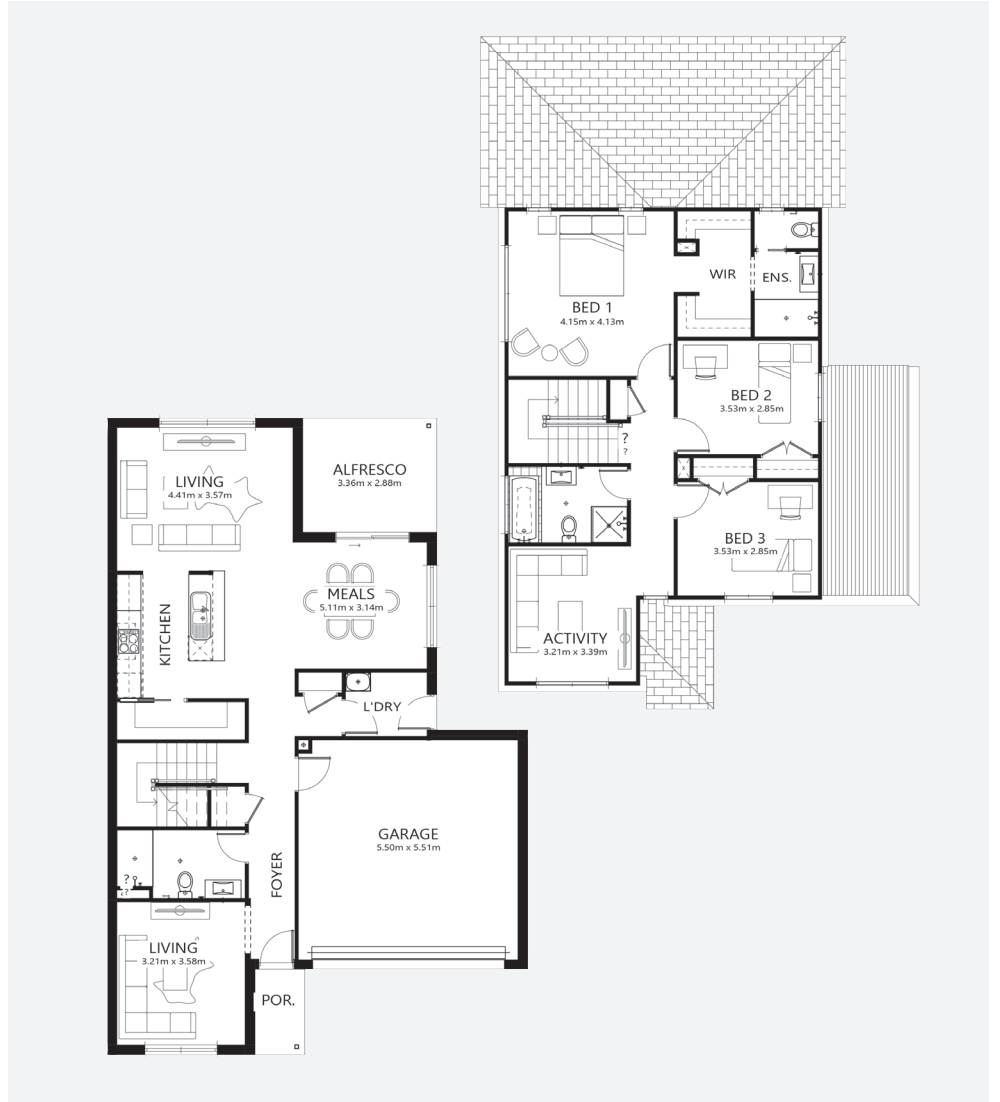 BED 1
4.15m x 4.13m
WIR
ENS.
BED 2
3.53m x 2.85m
?
?
BED 3
3.53m x 2.85m
ACTIVITY
3.21m x 3.39m
LIVING
4.41m x 3.57m
ALFRESCO
3.36m x 2.88m
MEALS
5.11m x 3.14m
KITCHEN
L'DRY
GARAGE
5.50m x 5.51m
FOYER
?
?
LIVING
3.21m x 3.58m
POR.